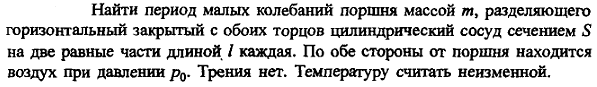 Найти период малых колебаний поршня массой m, разделяющего
горизонтальный закрытый с обоих торцов цилиндрический сосуд сечением S
на две равные части длиной l каждая. По обе стороны от поршня находится
воздух при давлении p₀. Трения нет. Температуру считать неизменной.